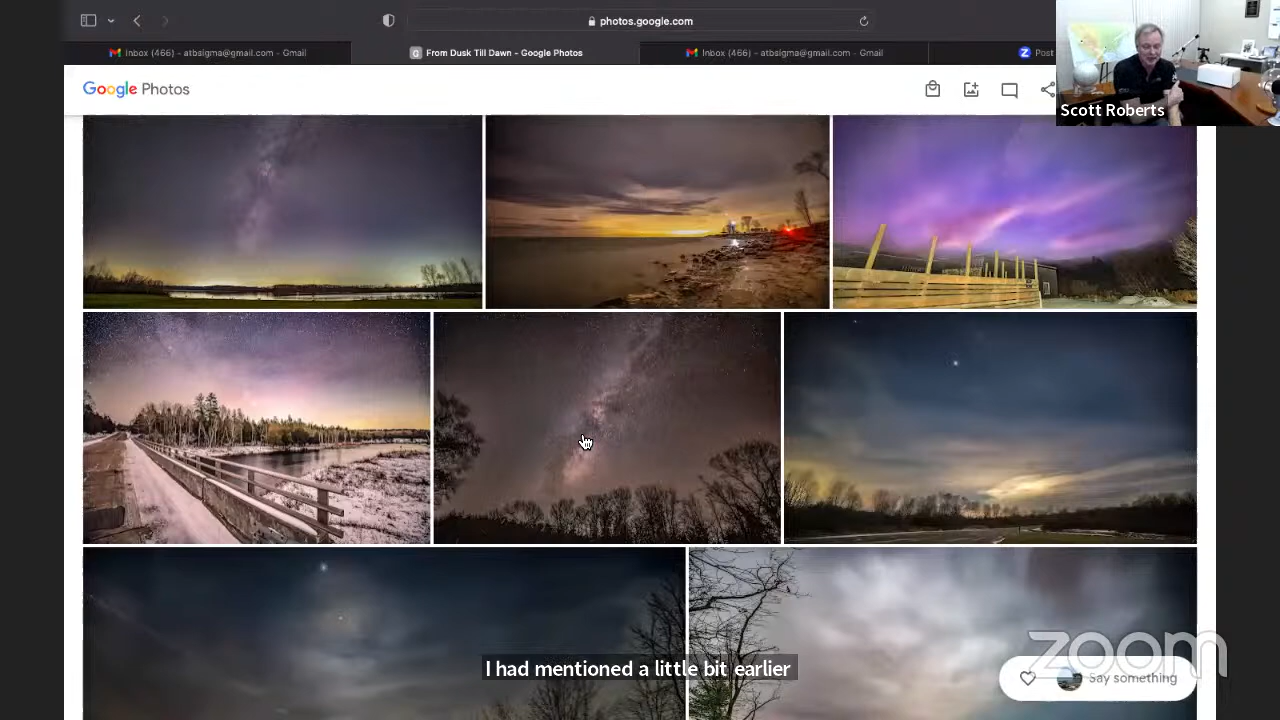 photos.google.com
Inbox (466) – atbsigma@gmail.com – Gmail
G From Dusk Till Dawn – Google Photos
Inbox (466) – atbsigma@gmail.com – Gmail
Z Post
Google Photos
Scott Roberts
I had mentioned a little bit earlier
zoom
Say something